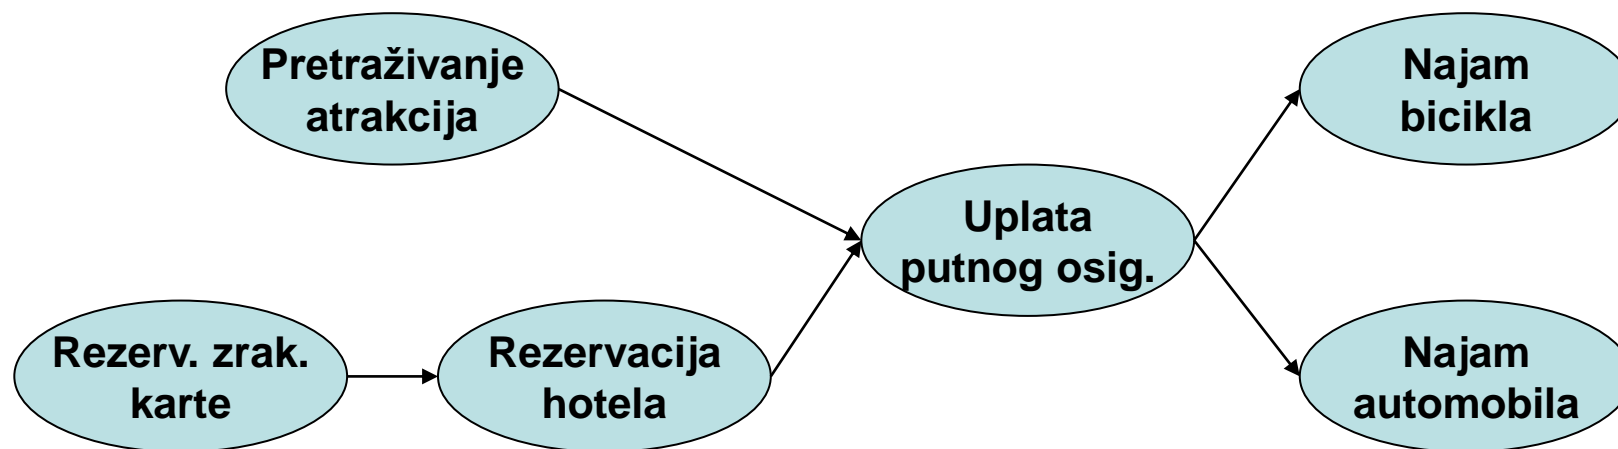 Pretraživanje
atrakcija
Najam
bicikla
Uplata
putnog osig.
Rezerv. zrak.
karte
Rezervacija
hotela
Najam
automobila